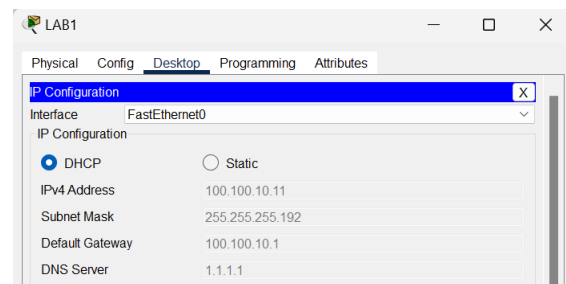 LAB1
Physical Config Desktop Programming Attributes
IP Configuration X
Interface FastEthernet0
IP Configuration
DHCP Static
IPv4 Address 100.100.10.11
Subnet Mask 255.255.255.192
Default Gateway 100.100.10.1
DNS Server 1.1.1.1